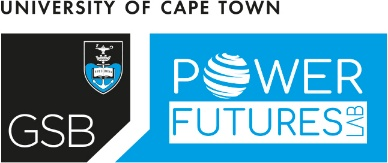 UNIVERSITY OF CAPE TOWN
GSB
POWER
FUTURES LAB